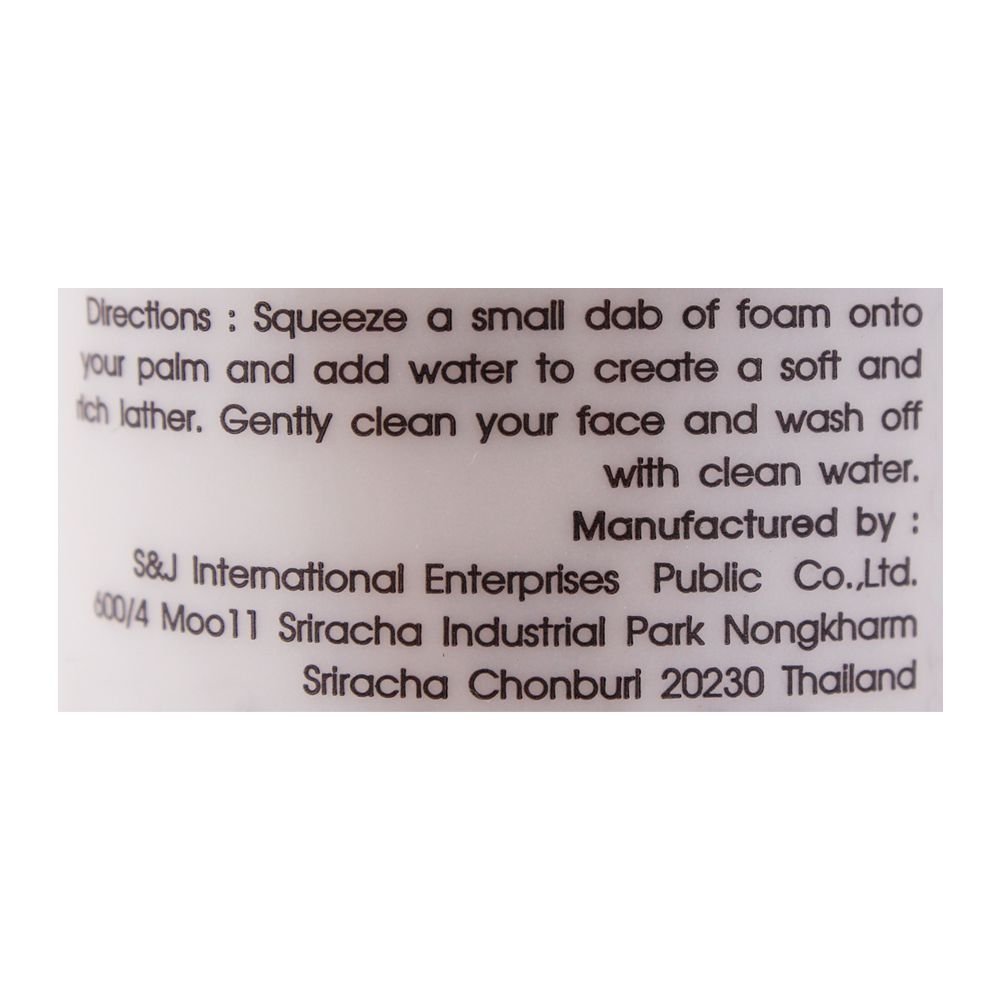 Directions : Squeeze a small dab of foam onto
your palm and add water to create a soft and
rich lather. Gently clean your face and wash off
with clean water.
Manufactured by :
S&J International Enterprises Public Co.,Ltd.
600/4 Moo11 Sriracha Industrial Park Nongkharm
Sriracha Chonburi 20230 Thailand